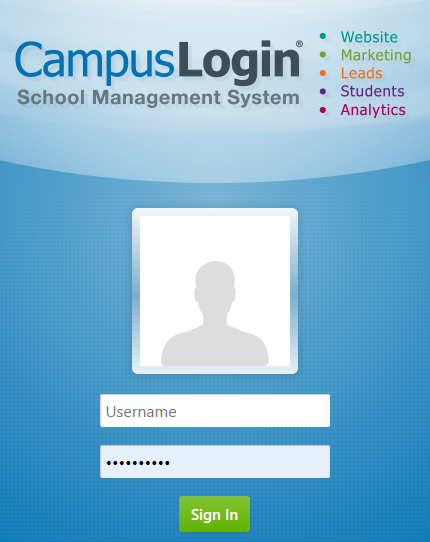 CampusLogin®
School Management System
• Website
• Marketing
• Leads
• Students
• Analytics
Username
••••••••••
Sign In